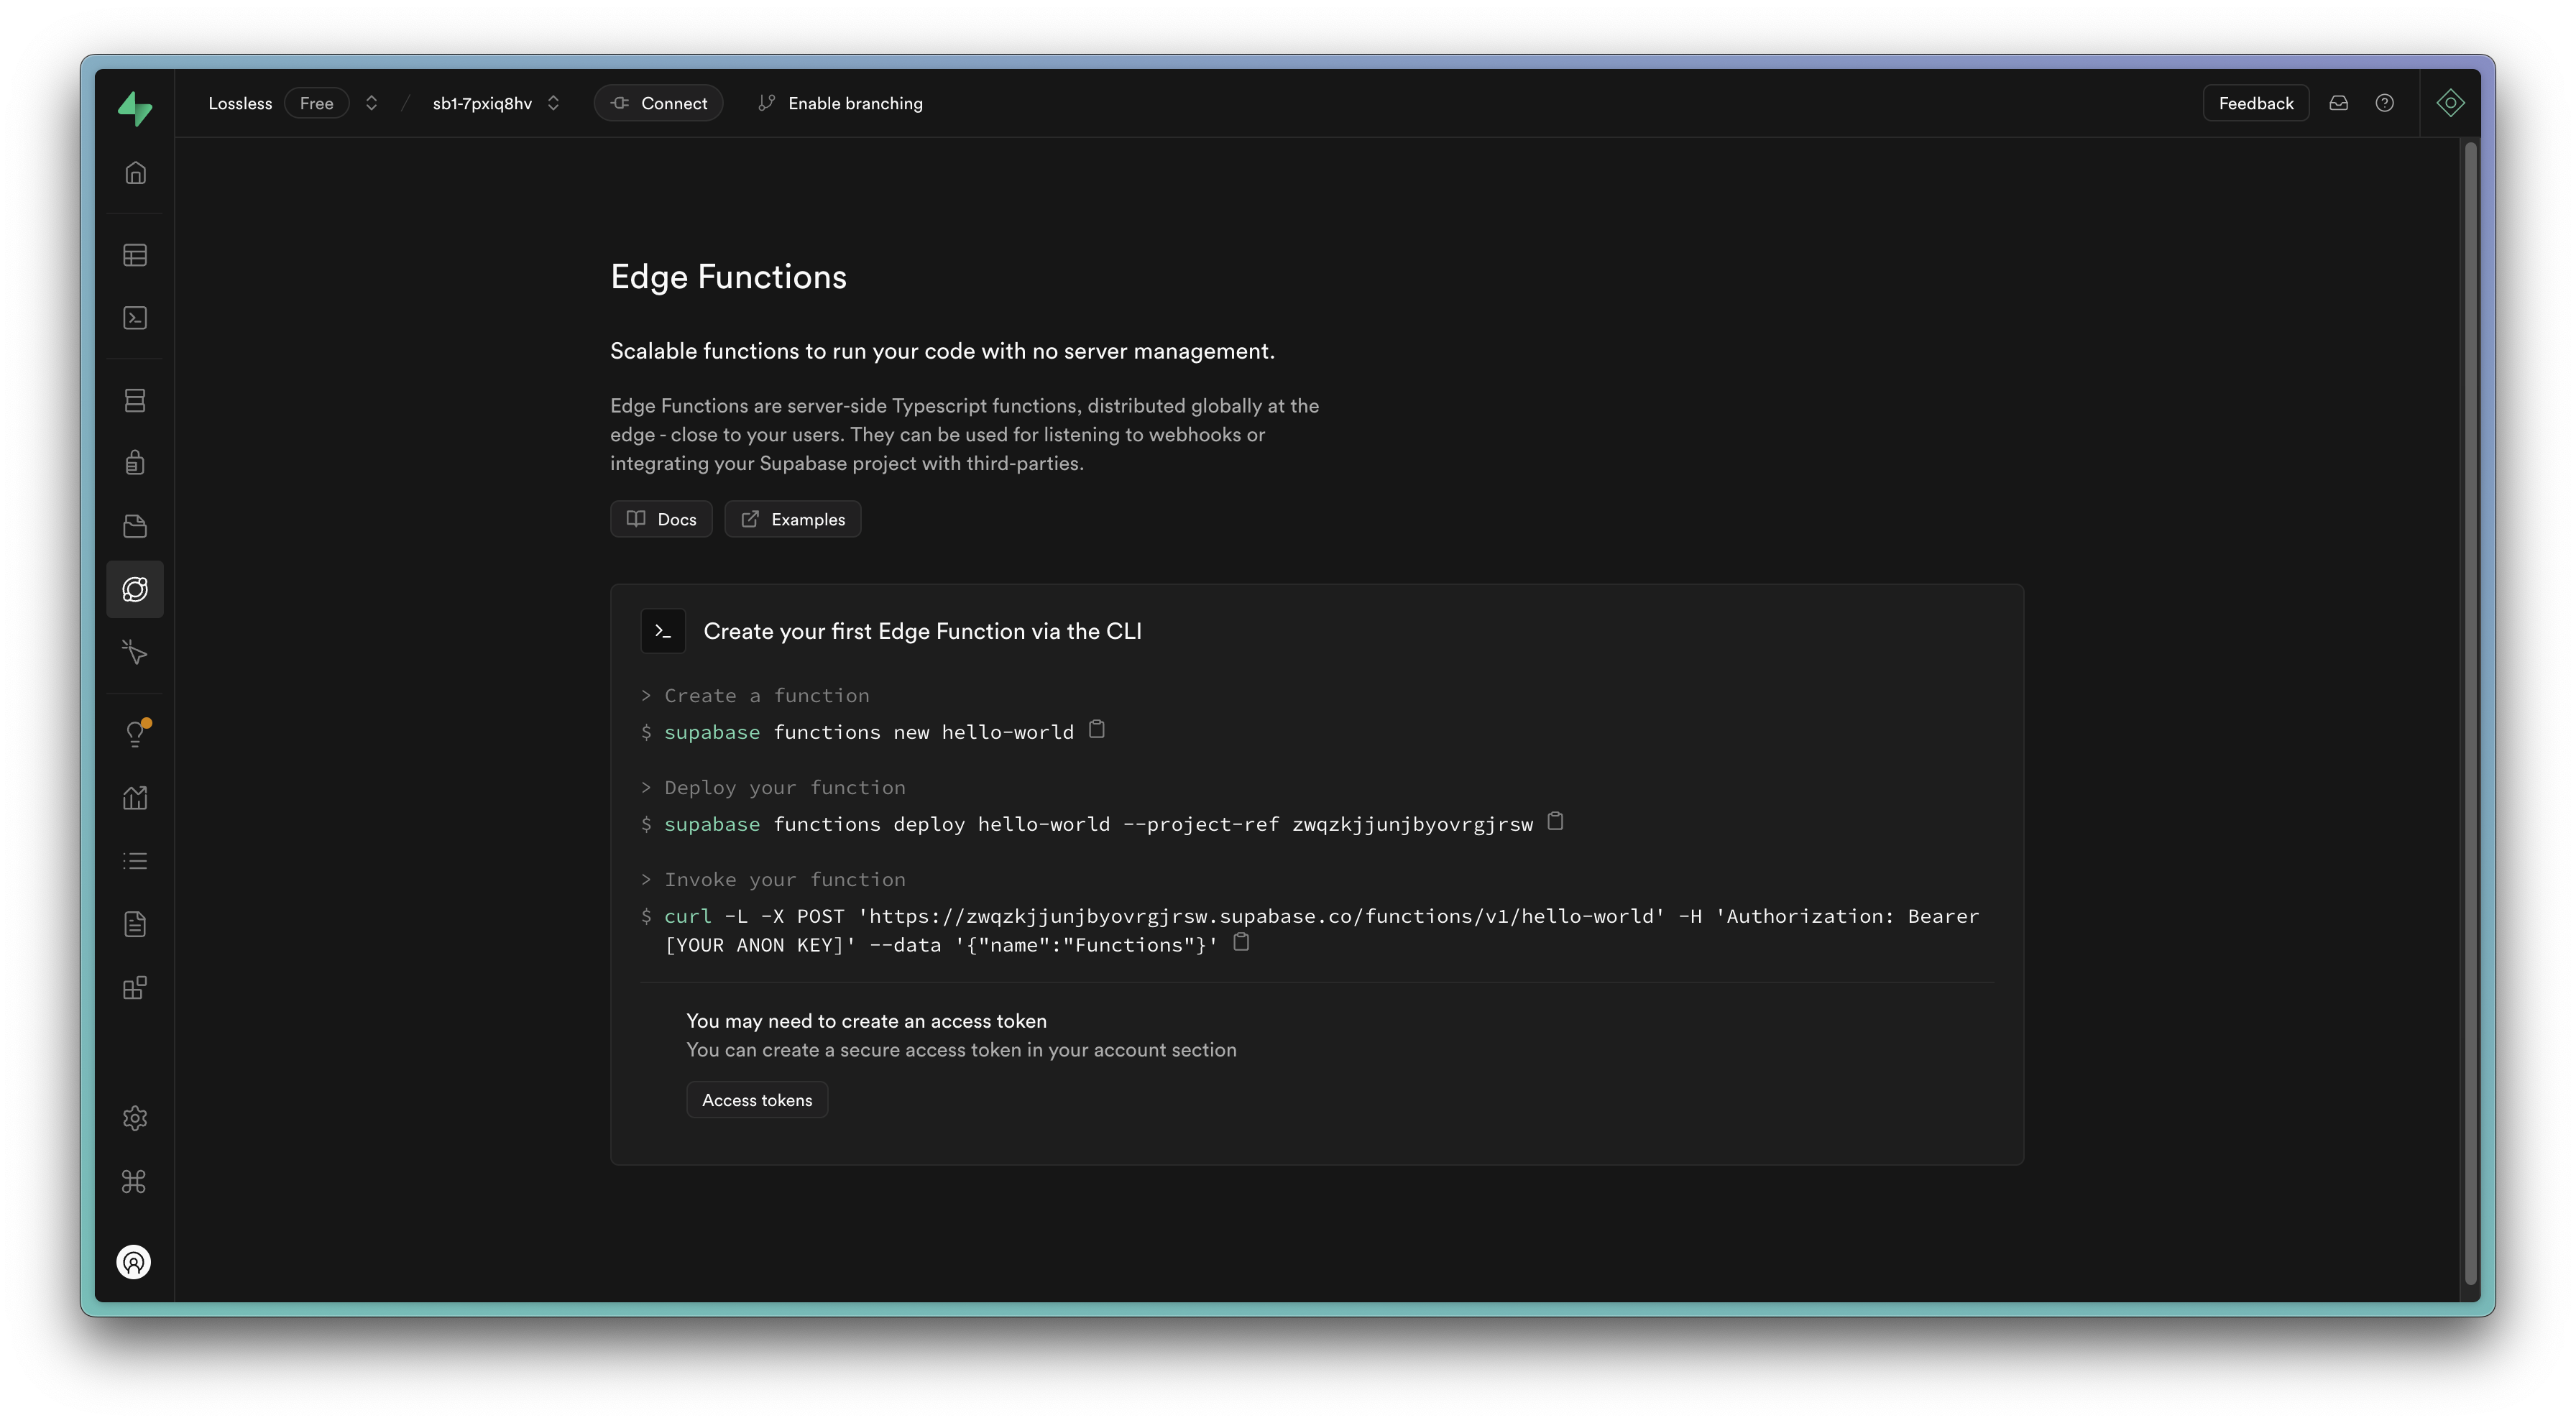 Lossless Free / sb1-7pxiq8hv Connect Enable branching Feedback
Edge Functions
Scalable functions to run your code with no server management.
Edge Functions are server-side Typescript functions, distributed globally at the
edge - close to your users. They can be used for listening to webhooks or
integrating your Supabase project with third-parties.
Docs Examples
>_ Create your first Edge Function via the CLI
> Create a function
$ supabase functions new hello-world
> Deploy your function
$ supabase functions deploy hello-world --project-ref zwqzkjjunjbyovrgjrsw
> Invoke your function
$ curl -L -X POST 'https://zwqzkjjunjbyovrgjrsw.supabase.co/functions/v1/hello-world' -H 'Authorization: Bearer
[YOUR ANON KEY]' --data '{"name":"Functions"}'
You may need to create an access token
You can create a secure access token in your account section
Access tokens